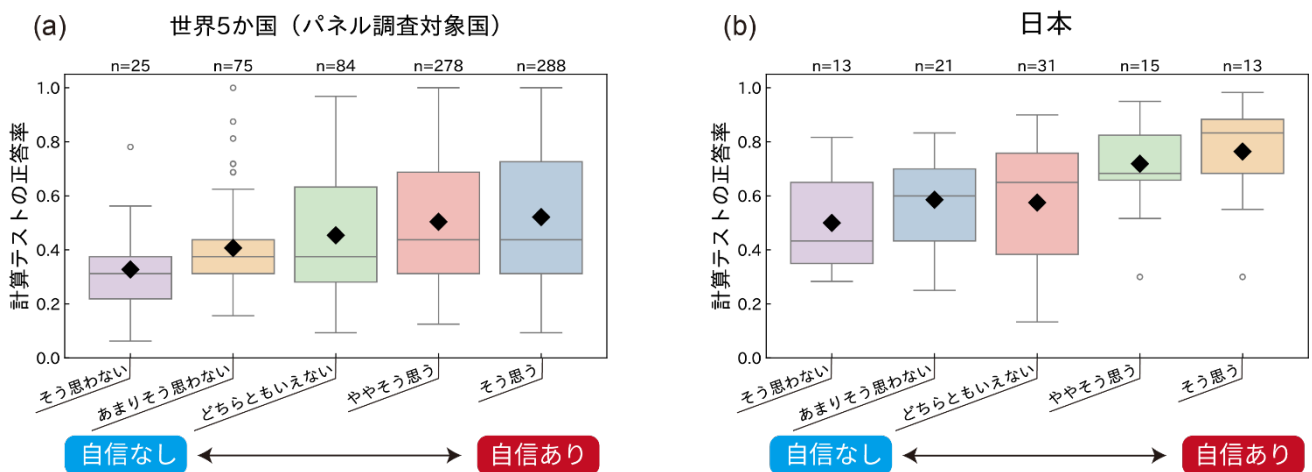 (a) 世界5か国（パネル調査対象国）
n=25 n=75 n=84 n=278 n=288
計算テストの正答率
1.0
0.8
0.6
0.4
0.2
0.0
そう思わない
あまりそう思わない
どちらともいえない
ややそう思う
そう思う
自信なし
自信あり
(b) 日本
n=13 n=21 n=31 n=15 n=13
計算テストの正答率
1.0
0.8
0.6
0.4
0.2
0.0
そう思わない
あまりそう思わない
どちらともいえない
ややそう思う
そう思う
自信なし
自信あり